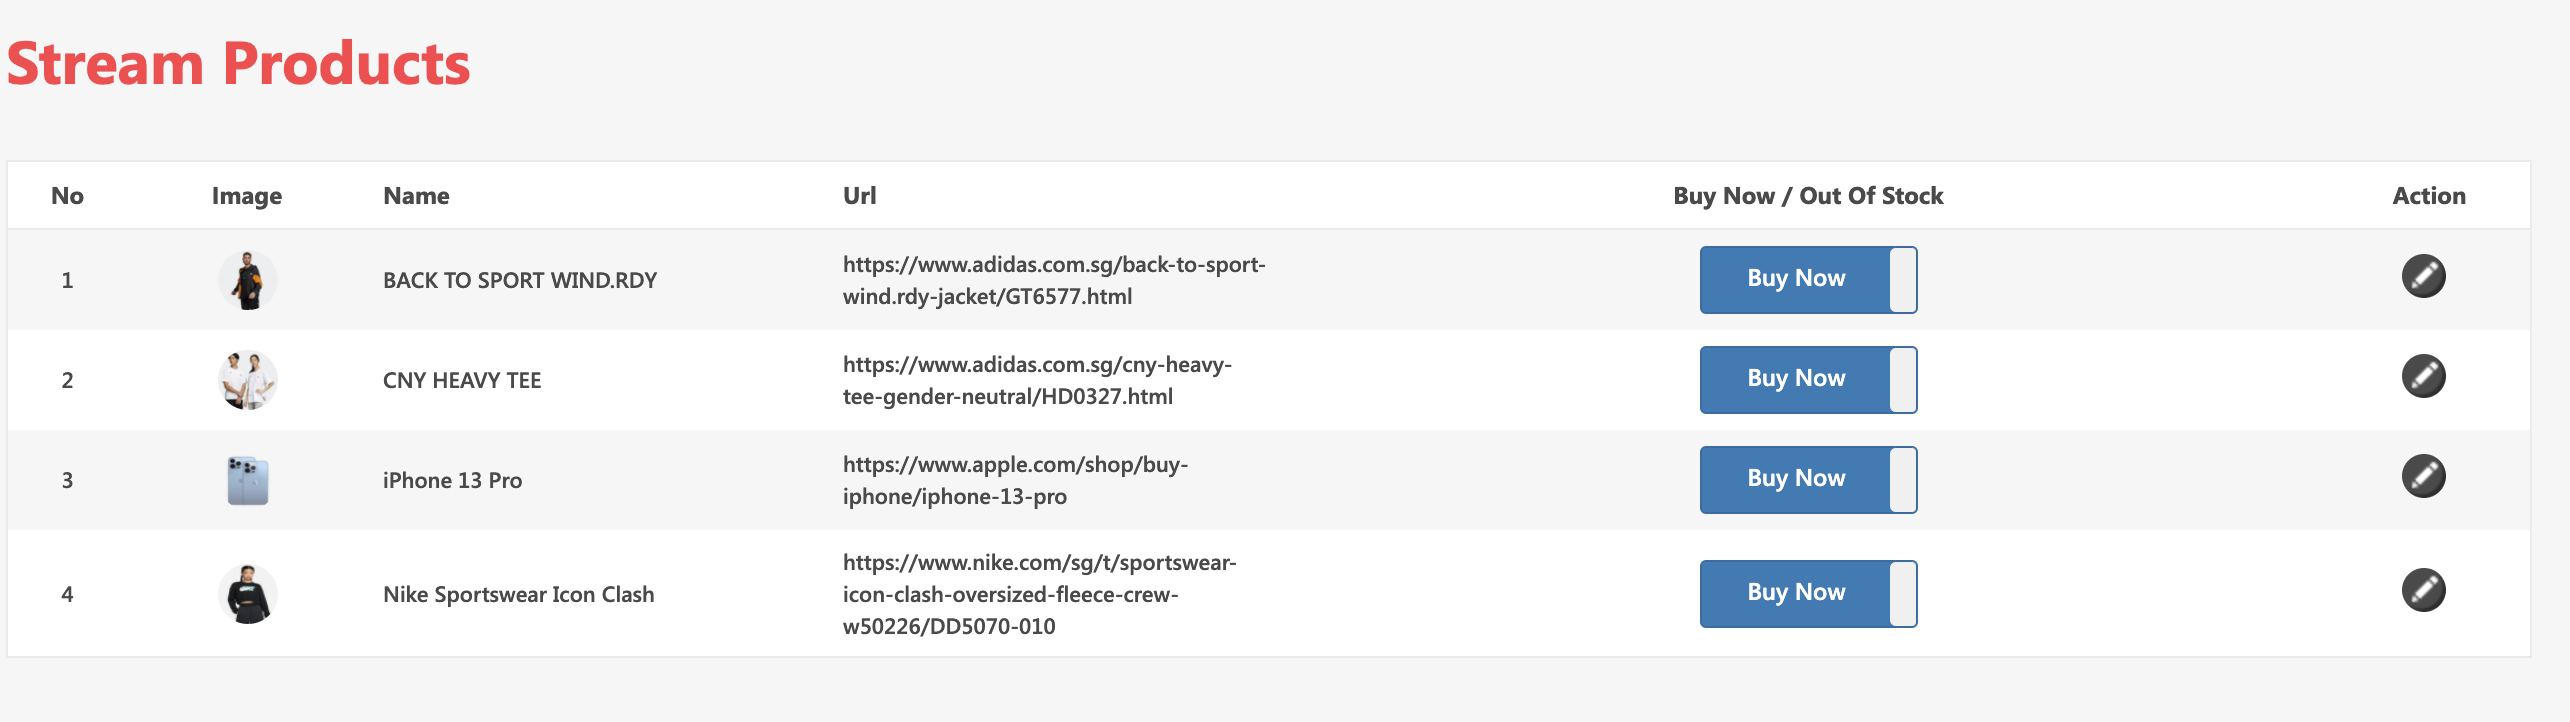 Stream Products
No Image Name Url Buy Now / Out Of Stock Action
1 BACK TO SPORT WIND.RDY https://www.adidas.com.sg/back-to-sport-
wind.rdy-jacket/GT6577.html Buy Now
2 CNY HEAVY TEE https://www.adidas.com.sg/cny-heavy-
tee-gender-neutral/HD0327.html Buy Now
3 iPhone 13 Pro https://www.apple.com/shop/buy-
iphone/iphone-13-pro Buy Now
4 Nike Sportswear Icon Clash https://www.nike.com/sg/t/sportswear-
icon-clash-oversized-fleece-crew-
w50226/DD5070-010 Buy Now